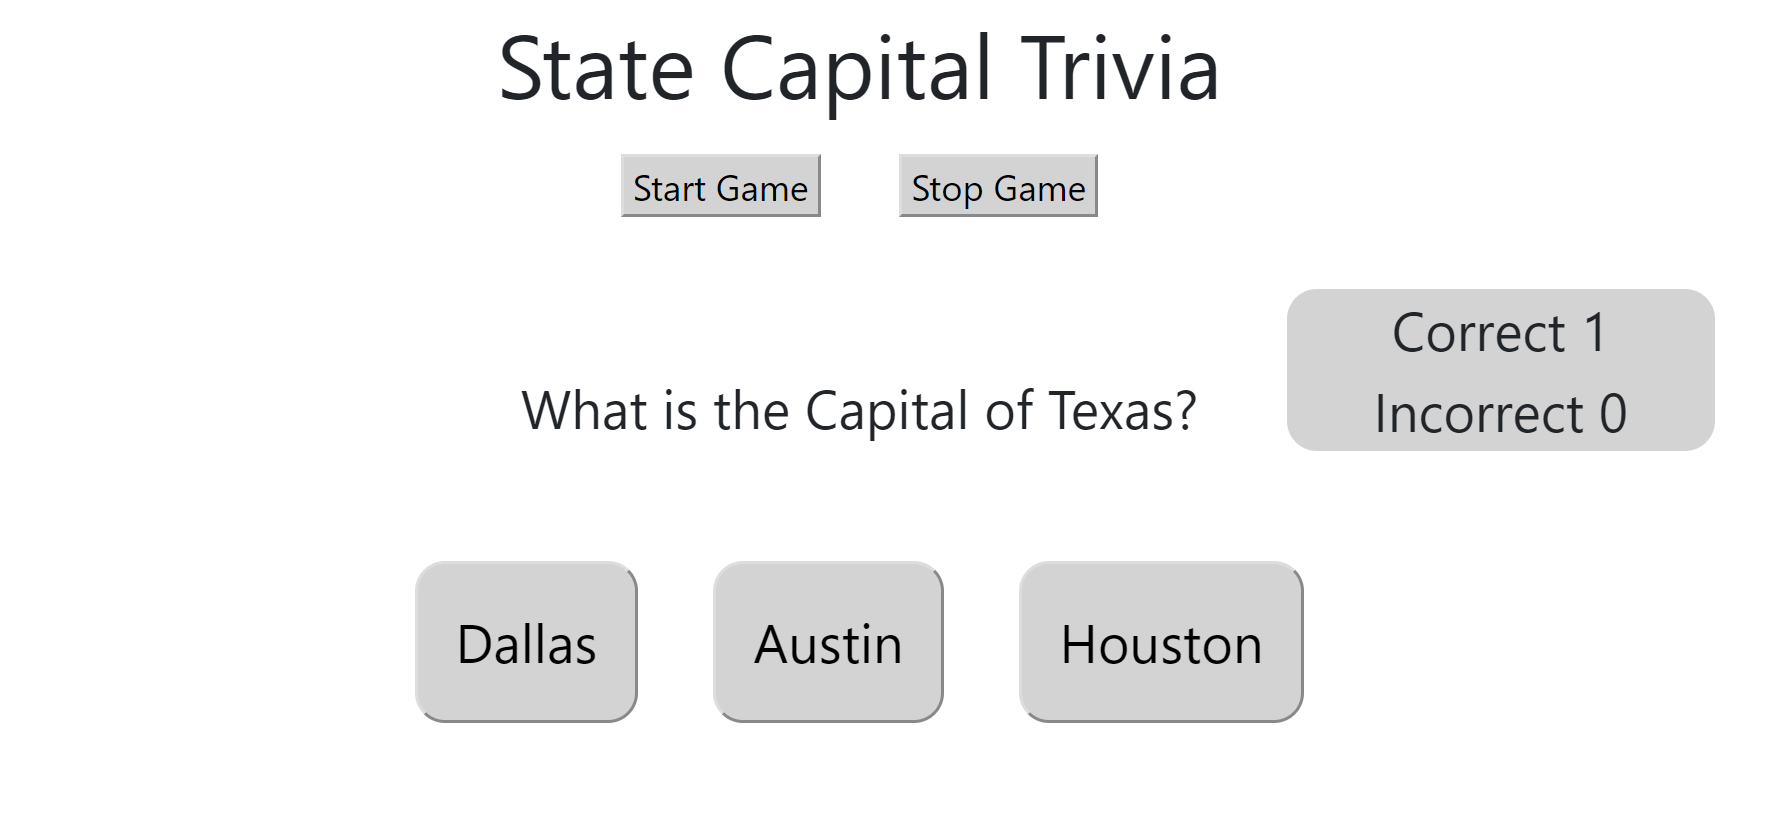 State Capital Trivia
Start Game Stop Game
Correct 1
Incorrect 0
What is the Capital of Texas?
Dallas Austin Houston